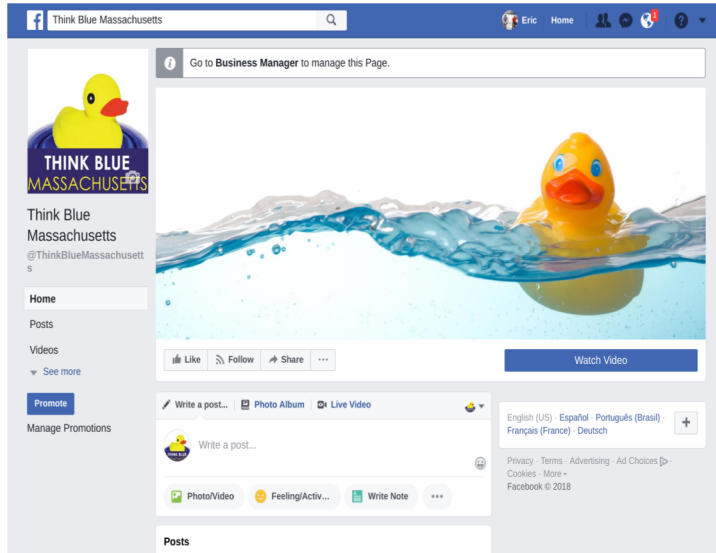 Think Blue Massachusetts
Eric Home
1
Go to Business Manager to manage this Page.
THINK BLUE
MASSACHUSETTS
Think Blue
Massachusetts
@ThinkBlueMassachusett
s
Home
Posts
Videos
See more
Promote
Manage Promotions
Like Follow Share ...
Watch Video
Write a post... Photo Album Live Video
Write a post...
THINK BLUE
Photo/Video Feeling/Activ... Write Note ...
Posts
English (US) · Español · Português (Brasil) ·
Français (France) · Deutsch
+
Privacy · Terms · Advertising · Ad Choices ·
Cookies · More
Facebook © 2018